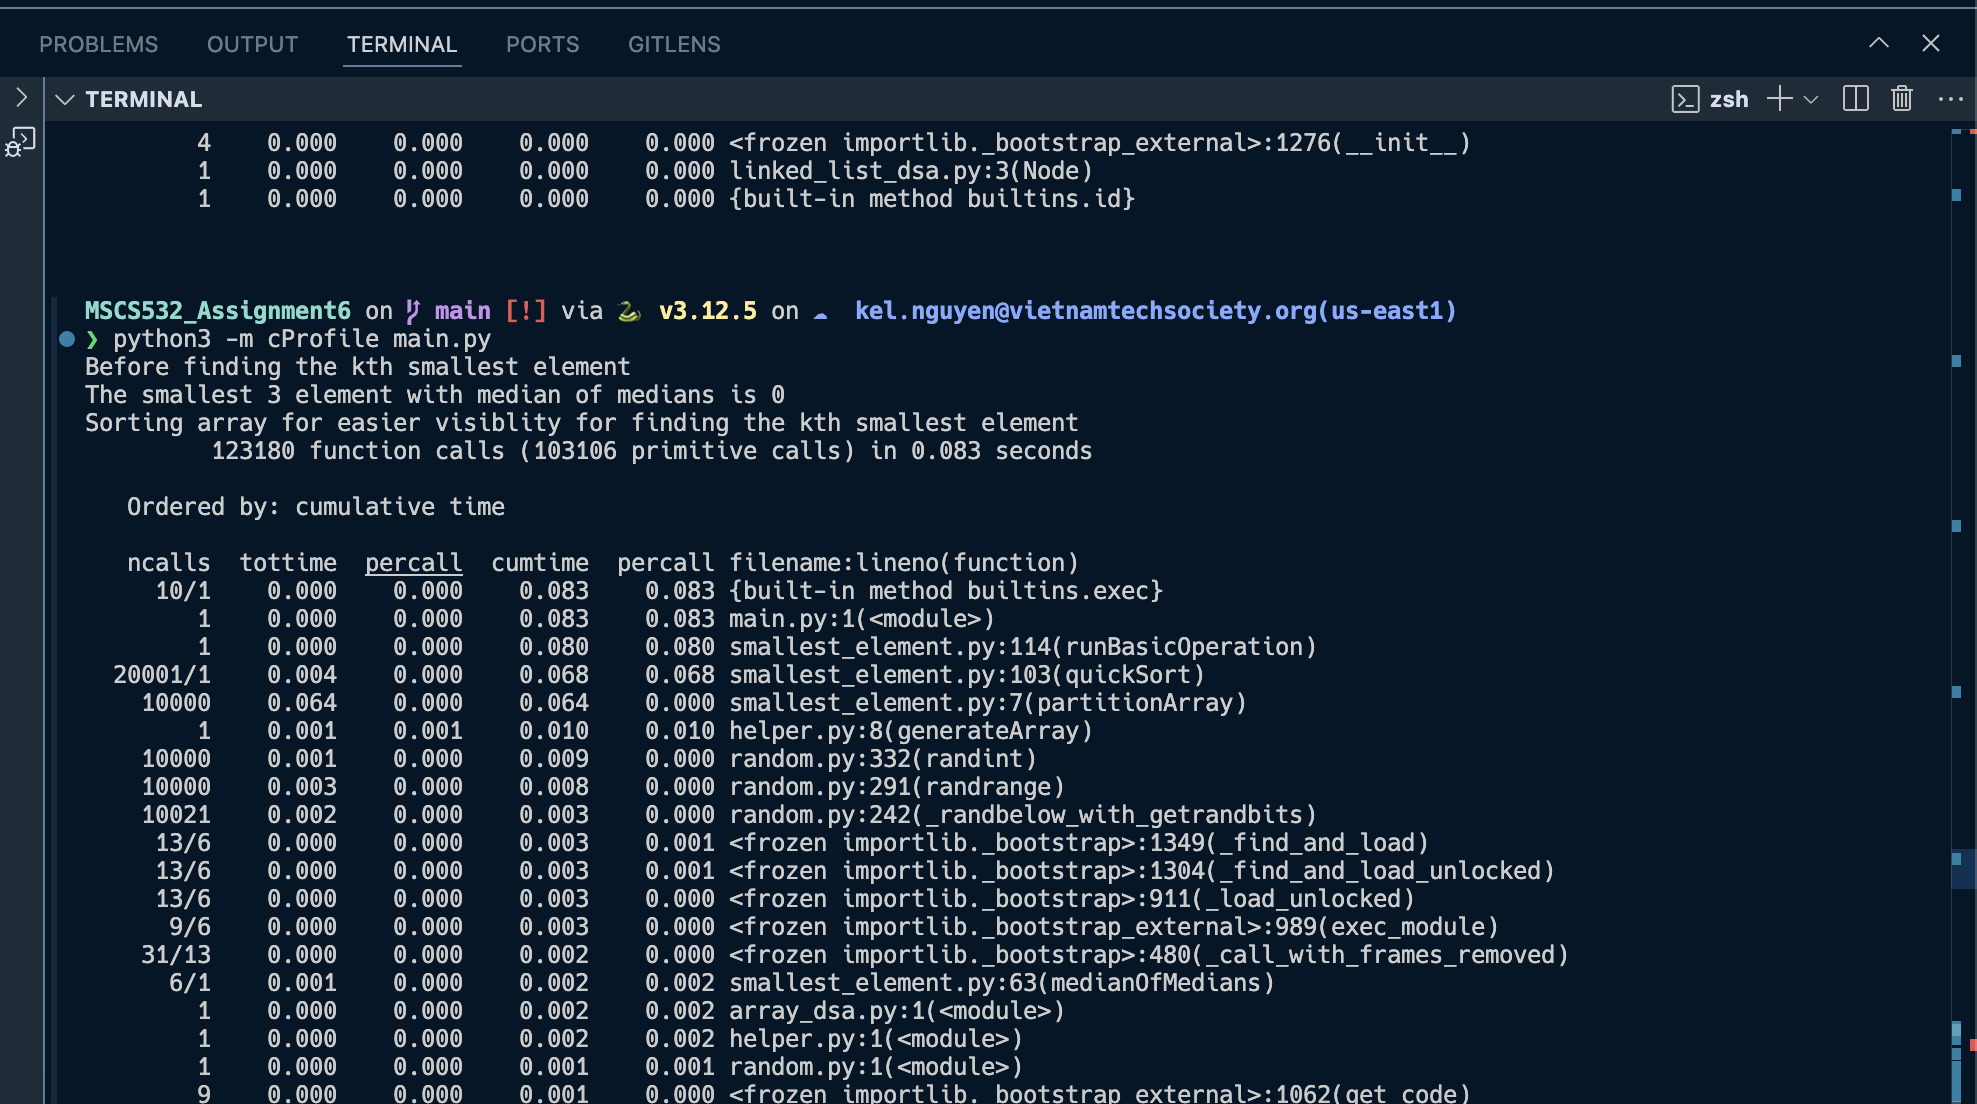 PROBLEMS OUTPUT TERMINAL PORTS GITLENS
TERMINAL zsh
4 0.000 0.000 0.000 0.000 <frozen importlib._bootstrap_external>:1276(__init__)
1 0.000 0.000 0.000 0.000 linked_list_dsa.py:3(Node)
1 0.000 0.000 0.000 0.000 {built-in method builtins.id}
MSCS532_Assignment6 on main [!] via v3.12.5 on kel.nguyen@vietnamtechsociety.org(us-east1)
❯ python3 -m cProfile main.py
Before finding the kth smallest element
The smallest 3 element with median of medians is 0
Sorting array for easier visiblity for finding the kth smallest element
123180 function calls (103106 primitive calls) in 0.083 seconds
Ordered by: cumulative time
ncalls tottime percall cumtime percall filename:lineno(function)
10/1 0.000 0.000 0.083 0.083 {built-in method builtins.exec}
1 0.000 0.000 0.083 0.083 main.py:1(<module>)
1 0.000 0.000 0.080 0.080 smallest_element.py:114(runBasicOperation)
20001/1 0.004 0.000 0.068 0.068 smallest_element.py:103(quickSort)
10000 0.064 0.000 0.064 0.000 smallest_element.py:7(partitionArray)
1 0.001 0.001 0.010 0.010 helper.py:8(generateArray)
10000 0.001 0.000 0.009 0.000 random.py:332(randint)
10000 0.003 0.000 0.008 0.000 random.py:291(randrange)
10021 0.002 0.000 0.003 0.000 random.py:242(_randbelow_with_getrandbits)
13/6 0.000 0.000 0.003 0.001 <frozen importlib._bootstrap>:1349(_find_and_load)
13/6 0.000 0.000 0.003 0.001 <frozen importlib._bootstrap>:1304(_find_and_load_unlocked)
13/6 0.000 0.000 0.003 0.000 <frozen importlib._bootstrap>:911(_load_unlocked)
9/6 0.000 0.000 0.003 0.000 <frozen importlib._bootstrap_external>:989(exec_module)
31/13 0.000 0.000 0.002 0.000 <frozen importlib._bootstrap>:480(_call_with_frames_removed)
6/1 0.001 0.000 0.002 0.002 smallest_element.py:63(medianOfMedians)
1 0.000 0.000 0.002 0.002 array_dsa.py:1(<module>)
1 0.000 0.000 0.002 0.002 helper.py:1(<module>)
1 0.000 0.000 0.001 0.001 random.py:1(<module>)
9 0.000 0.000 0.001 0.000 <frozen importlib._bootstrap_external>:1062(get_code)